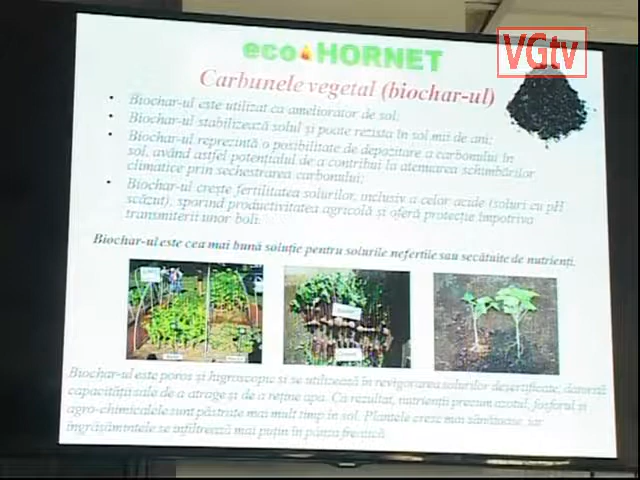 VGtv
eco HORNET
Carbunele vegetal (biochar-ul)
• Biochar-ul este utilizat ca ameliorator de sol;
• Biochar-ul stabilizează solul și poate rezista în sol mii de ani;
• Biochar-ul reprezintă o posibilitate de depozitare a carbonului în
sol, având astfel potențialul de a contribui la atenuarea schimbărilor
climatice prin sechestrarea carbonului;
• Biochar-ul crește fertilitatea solurilor, inclusiv a celor acide (soluri cu pH
scăzut), sporind productivitatea agricolă și oferă protecție împotriva
transmiterii unor boli.
Biochar-ul este cea mai bună soluție pentru solurile nefertile sau secătuite de nutrienți.
Biochar-ul este poros și higroscopic si se utilizează în revigorarea solurilor desertificate, datorită
capacității sale de a atrage și de a reține apa. Ca rezultat, nutrienții precum azotul, fosforul și
agro-chimicalele sunt păstrate mai mult timp in sol. Plantele cresc mai sănătoase, iar
îngrășămintele se infiltrează mai puțin în pânza freatică.